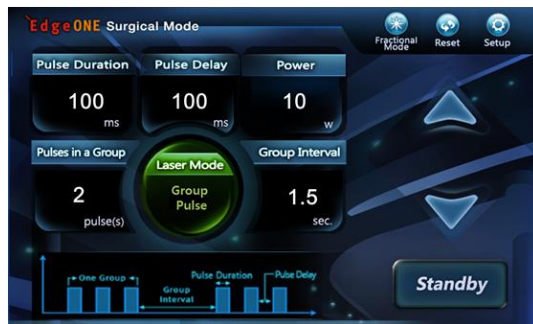 EdgeONE Surgical Mode
Fractional Mode
Reset
Setup
Pulse Duration
100
ms
Pulse Delay
100
ms
Power
10
w
Pulses in a Group
2
pulse(s)
Laser Mode
Group
Pulse
Group Interval
1.5
sec.
One Group
Group
Interval
Pulse Duration
Pulse Delay
Standby